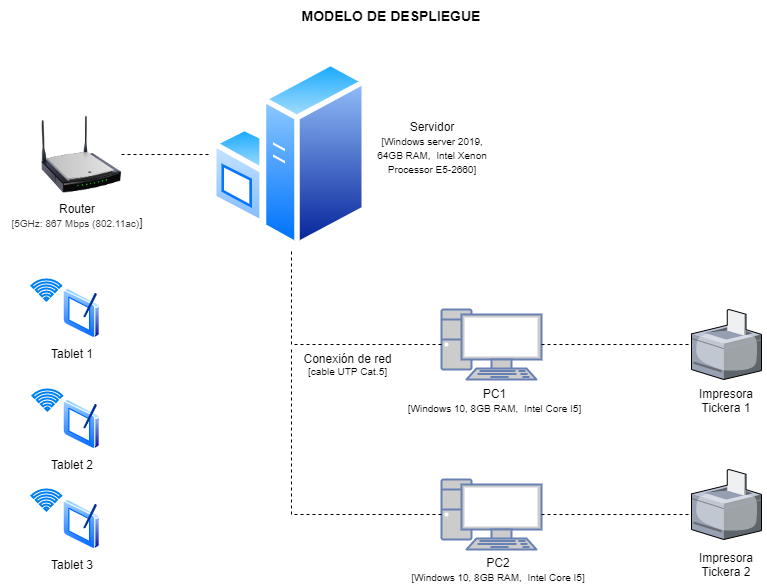 MODELO DE DESPLIEGUE
Servidor
[Windows server 2019,
64GB RAM, Intel Xenon
Processor E5-2660]
Router
[5GHz: 867 Mbps (802.11ac)]
Tablet 1
Conexión de red
[cable UTP Cat.5]
PC1
[Windows 10, 8GB RAM, Intel Core I5]
Impresora
Tickera 1
Tablet 2
Tablet 3
PC2
[Windows 10, 8GB RAM, Intel Core I5]
Impresora
Tickera 2